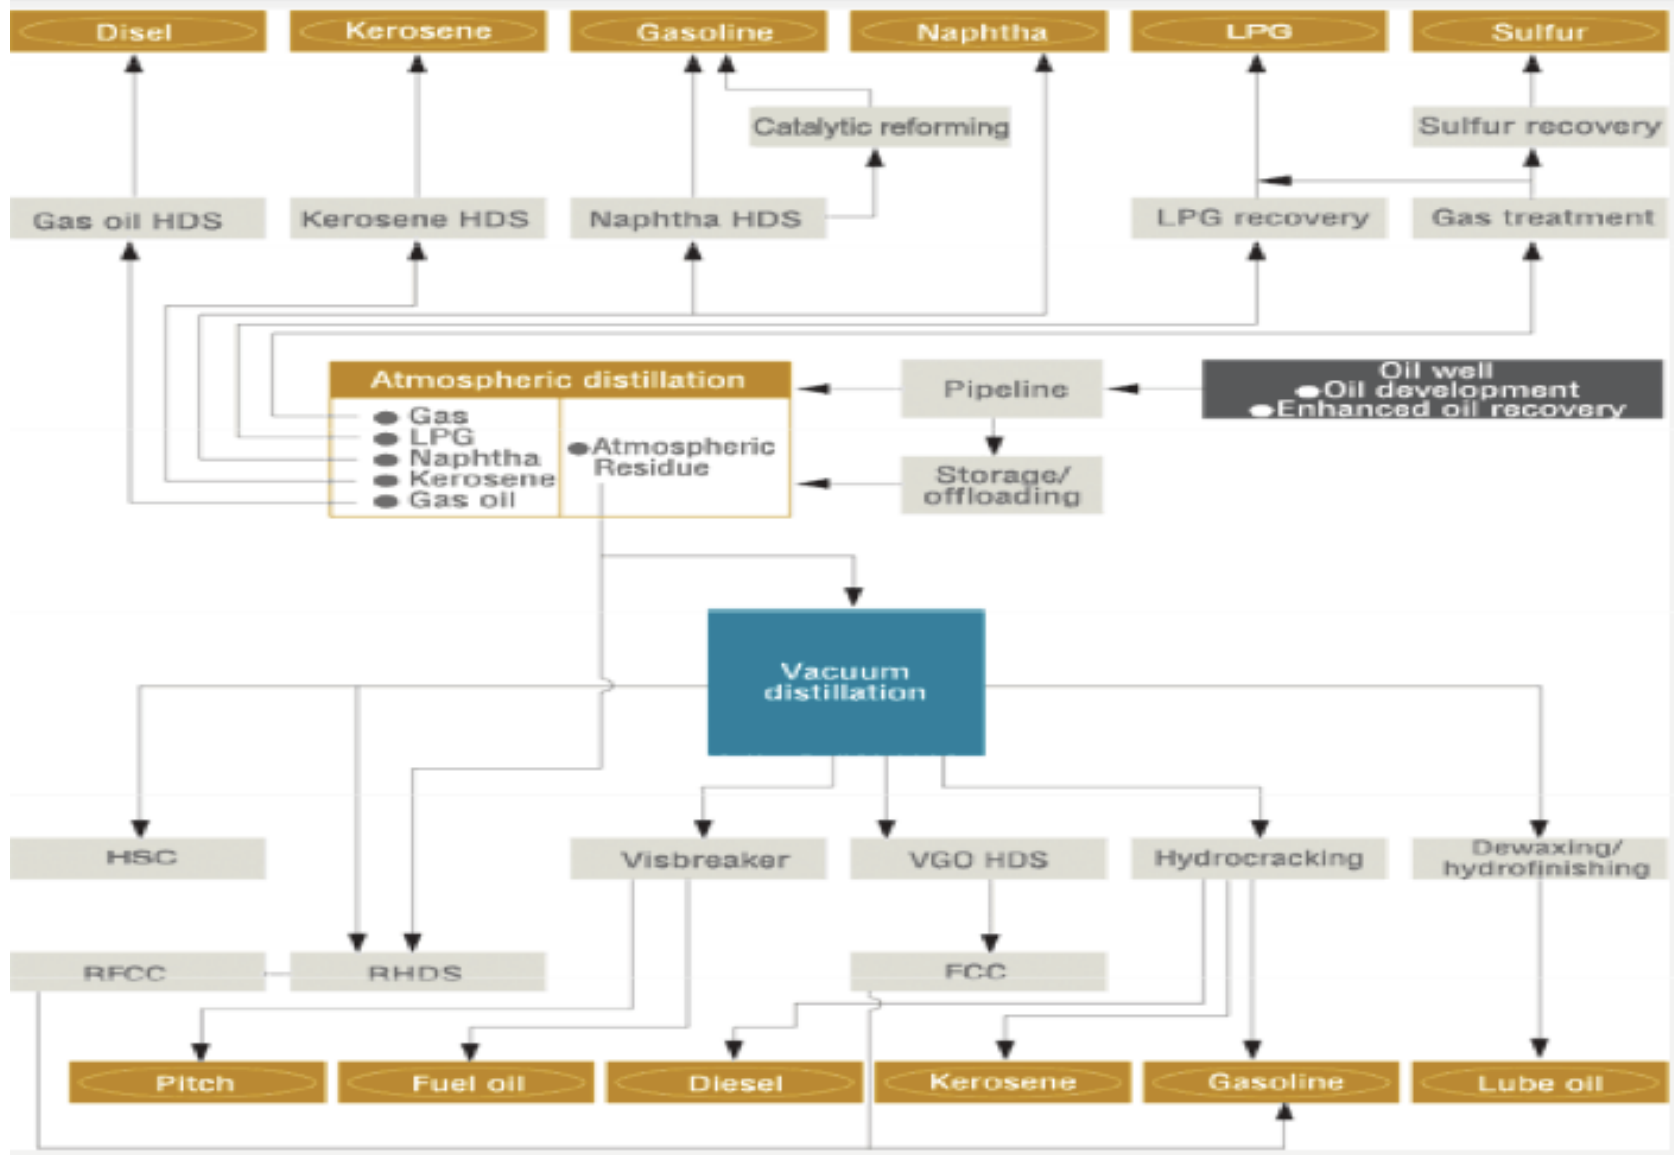 Disel
Kerosene
Gasoline
Naphtha
LPG
Sulfur
Catalytic reforming
Sulfur recovery
Gas oil HDS
Kerosene HDS
Naphtha HDS
LPG recovery
Gas treatment
Atmospheric distillation
Gas
LPG
Naphtha
Kerosene
Gas oil
Atmospheric
Residue
Pipeline
Storage/
offloading
Oil well
●Oil development
●Enhanced oil recovery
Vacuum
distillation
HSC
Visbreaker
VGO HDS
Hydrocracking
Dewaxing/
hydrofinishing
RFCC
RHDS
FCC
Pitch
Fuel oil
Diesel
Kerosene
Gasoline
Lube oil